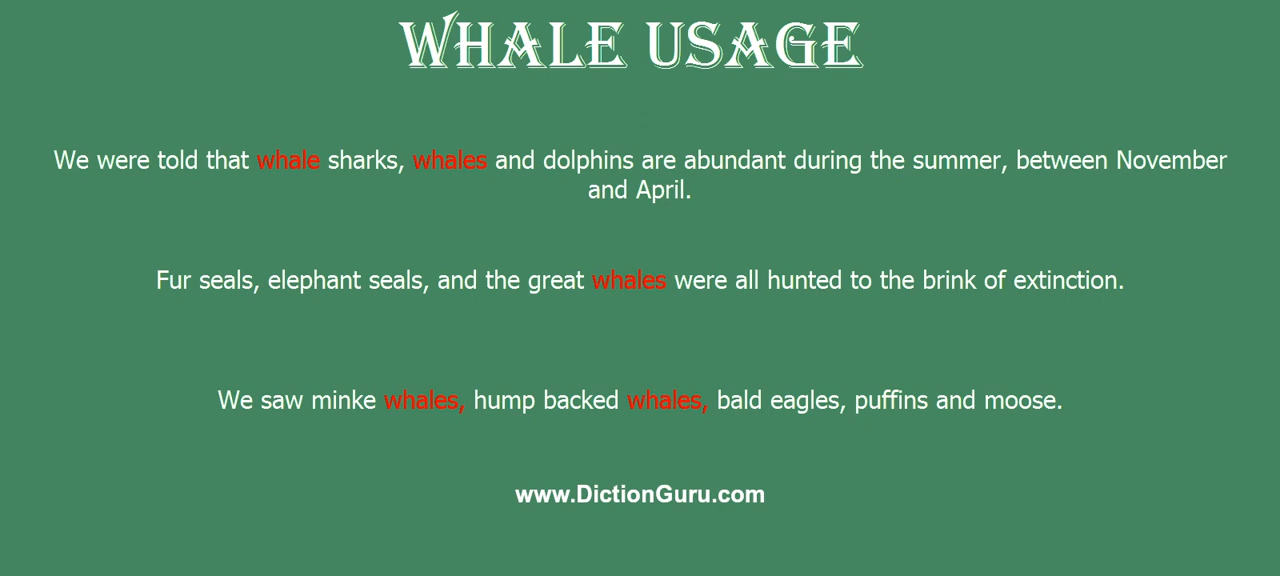 WHALE USAGE
We were told that whale sharks, whales and dolphins are abundant during the summer, between November
and April.
Fur seals, elephant seals, and the great whales were all hunted to the brink of extinction.
We saw minke whales, hump backed whales, bald eagles, puffins and moose.
www.DictionGuru.com